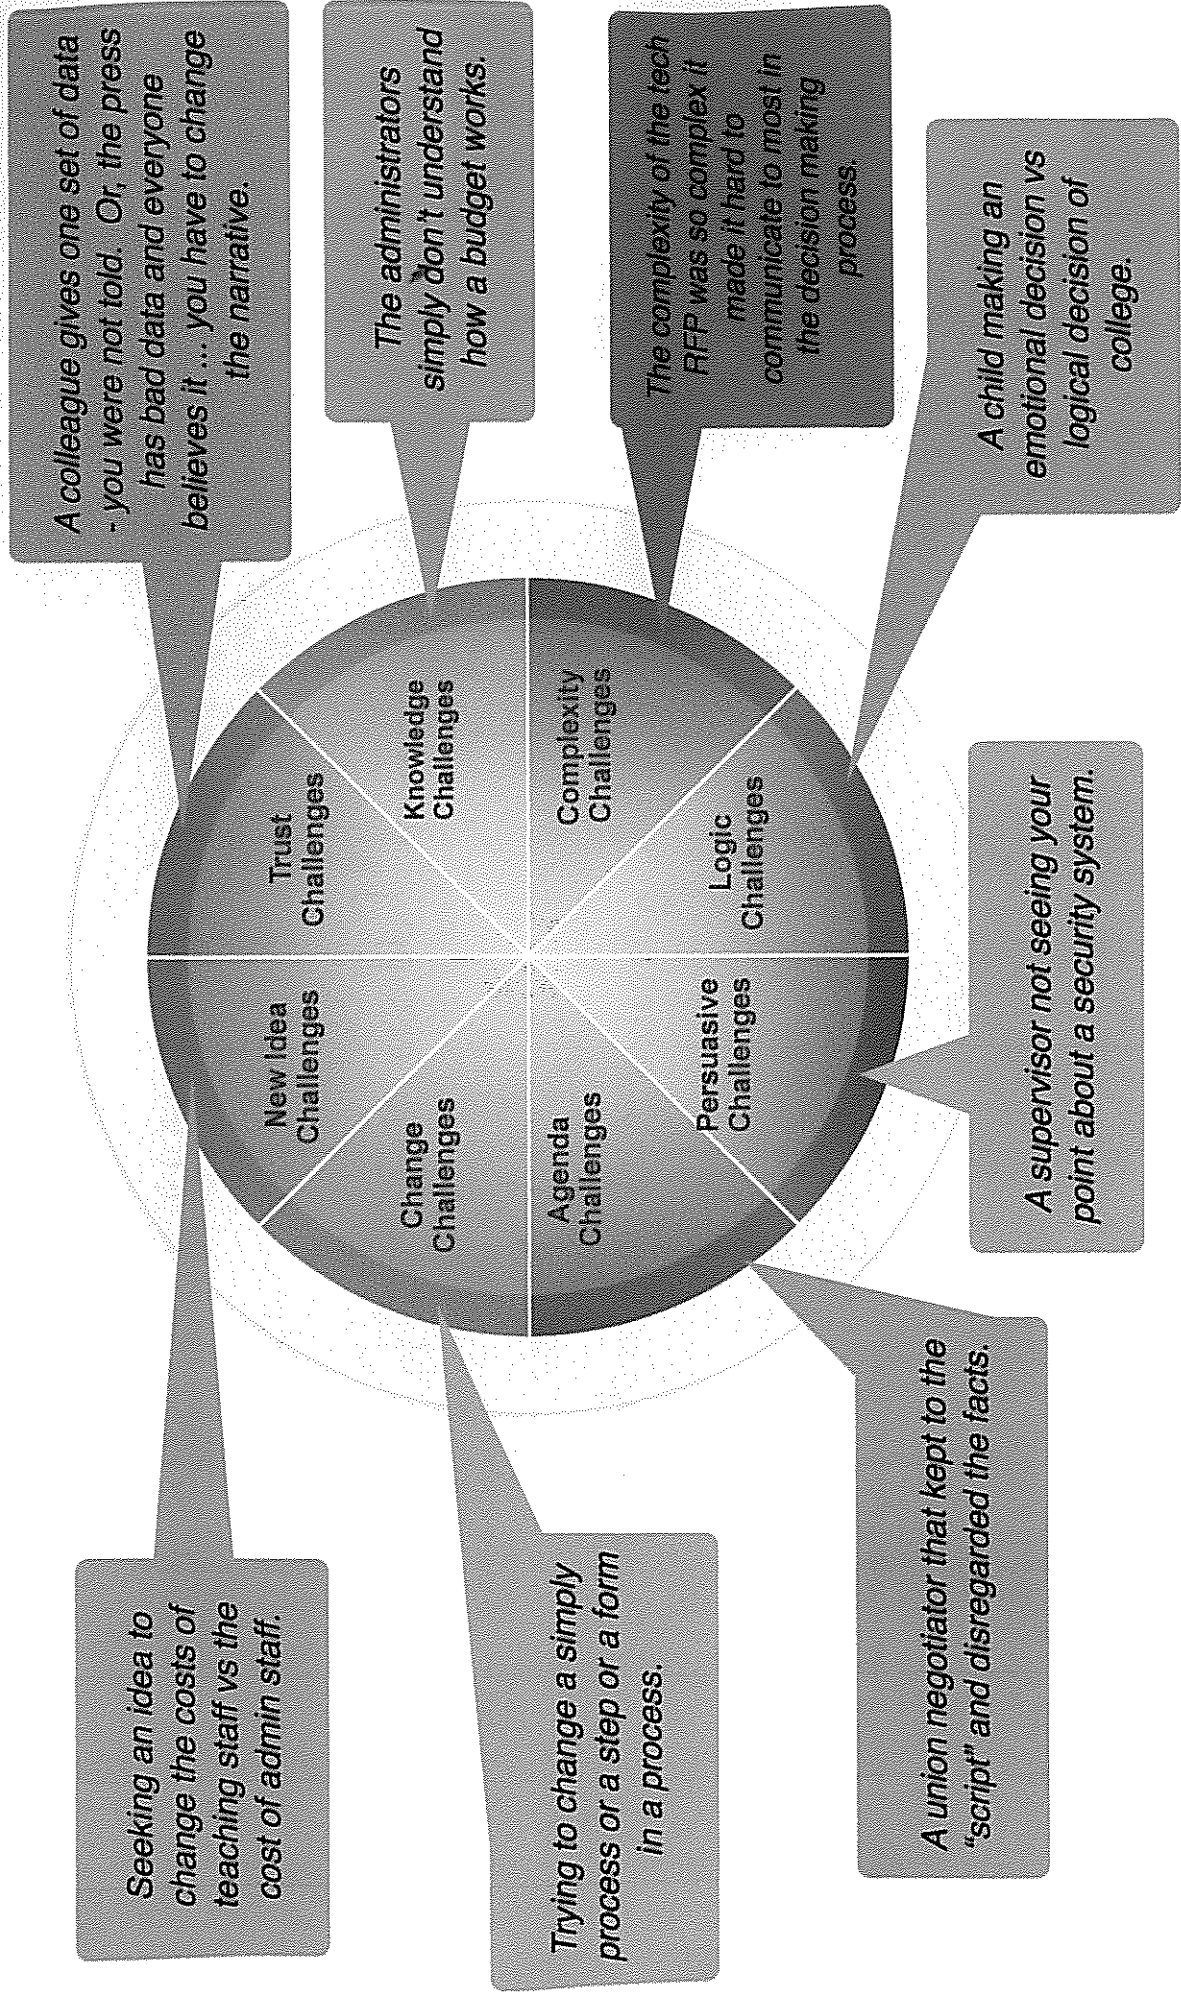 A colleague gives one set of data
- you were not told. Or, the press
has bad data and everyone
believes it ... you have to change
the narrative.
The administrators
simply don't understand
how a budget works.
The complexity of the tech
RFP was so complex it
made it hard to
communicate to most in
the decision making
process.
A child making an
emotional decision vs
logical decision of
college.
A supervisor not seeing your
point about a security system.
A union negotiator that kept to the
“script” and disregarded the facts.
Trying to change a simply
process or a step or a form
in a process.
Seeking an idea to
change the costs of
teaching staff vs the
cost of admin staff.
Trust
Challenges
Knowledge
Challenges
Complexity
Challenges
Logic
Challenges
Persuasive
Challenges
Agenda
Challenges
Change
Challenges
New Idea
Challenges